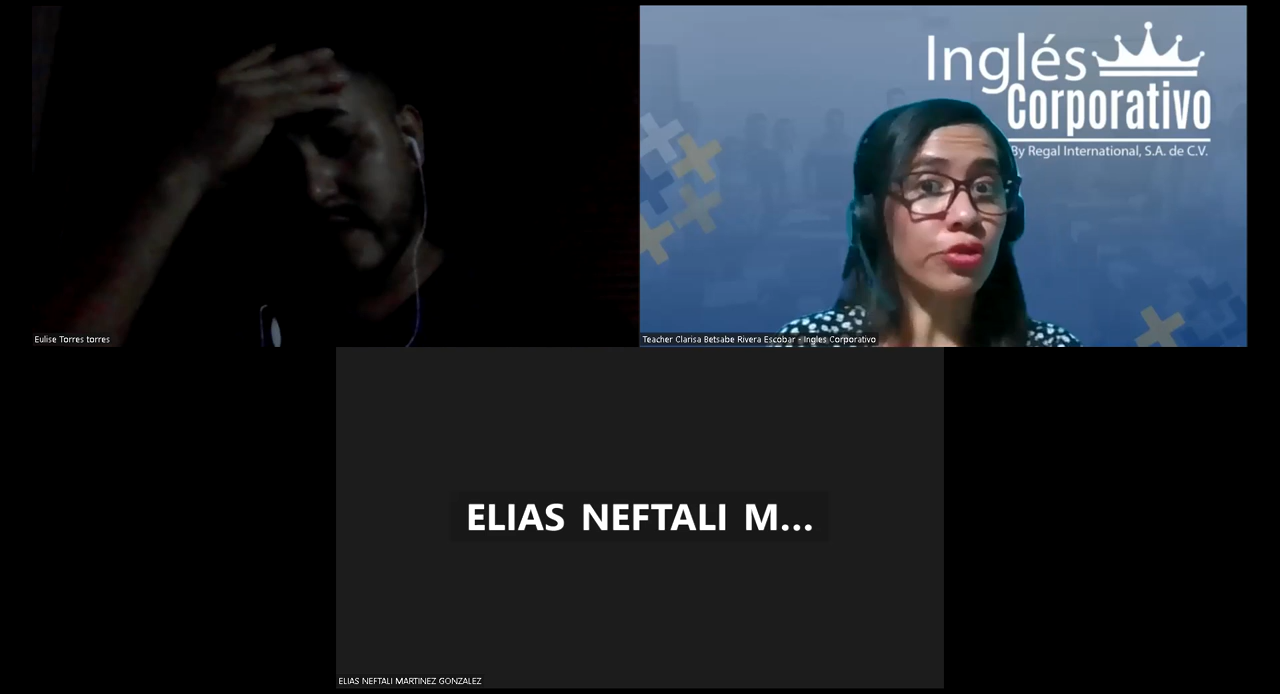 Inglés
Corporativo
By Regal International, S.A. de C.V.
Eulise Torres torres
Teacher Clarisa Betsabe Rivera Escobar - Ingles Corporativo
ELIAS NEFTALI M...
ELIAS NEFTALI MARTINEZ GONZALEZ